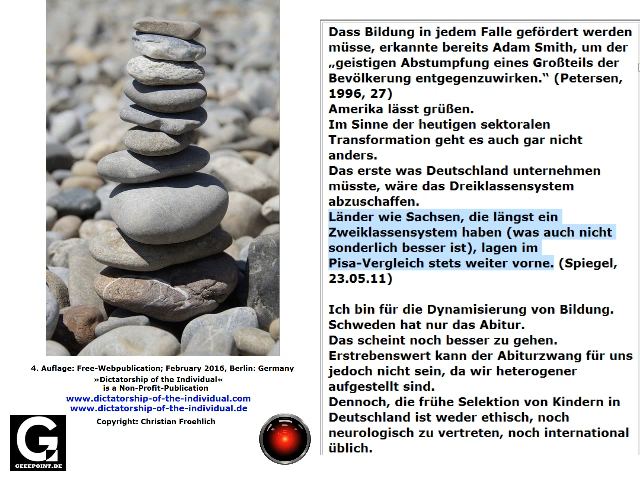 4. Auflage: Free-Webpublication; February 2016, Berlin: Germany
»Dictatorship of the Individual«
is a Non-Profit-Publication
www.dictatorship-of-the-individual.com
www.dictatorship-of-the-individual.de
Copyright: Christian Froehlich
G
GEEEPOINT.DE
Dass Bildung in jedem Falle gefördert werden
müsse, erkannte bereits Adam Smith, um der
„geistigen Abstumpfung eines Großteils der
Bevölkerung entgegenzuwirken.“ (Petersen,
1996, 27)
Amerika lässt grüßen.
Im Sinne der heutigen sektoralen
Transformation geht es auch gar nicht
anders.
Das erste was Deutschland unternehmen
müsste, wäre das Dreiklassensystem
abzuschaffen.
Länder wie Sachsen, die längst ein
Zweiklassensystem haben (was auch nicht
sonderlich besser ist), lagen im
Pisa-Vergleich stets weiter vorne. (Spiegel,
23.05.11)
Ich bin für die Dynamisierung von Bildung.
Schweden hat nur das Abitur.
Das scheint noch besser zu gehen.
Erstrebenswert kann der Abiturzwang für uns
jedoch nicht sein, da wir heterogener
aufgestellt sind.
Dennoch, die frühe Selektion von Kindern in
Deutschland ist weder ethisch, noch
neurologisch zu vertreten, noch international
üblich.